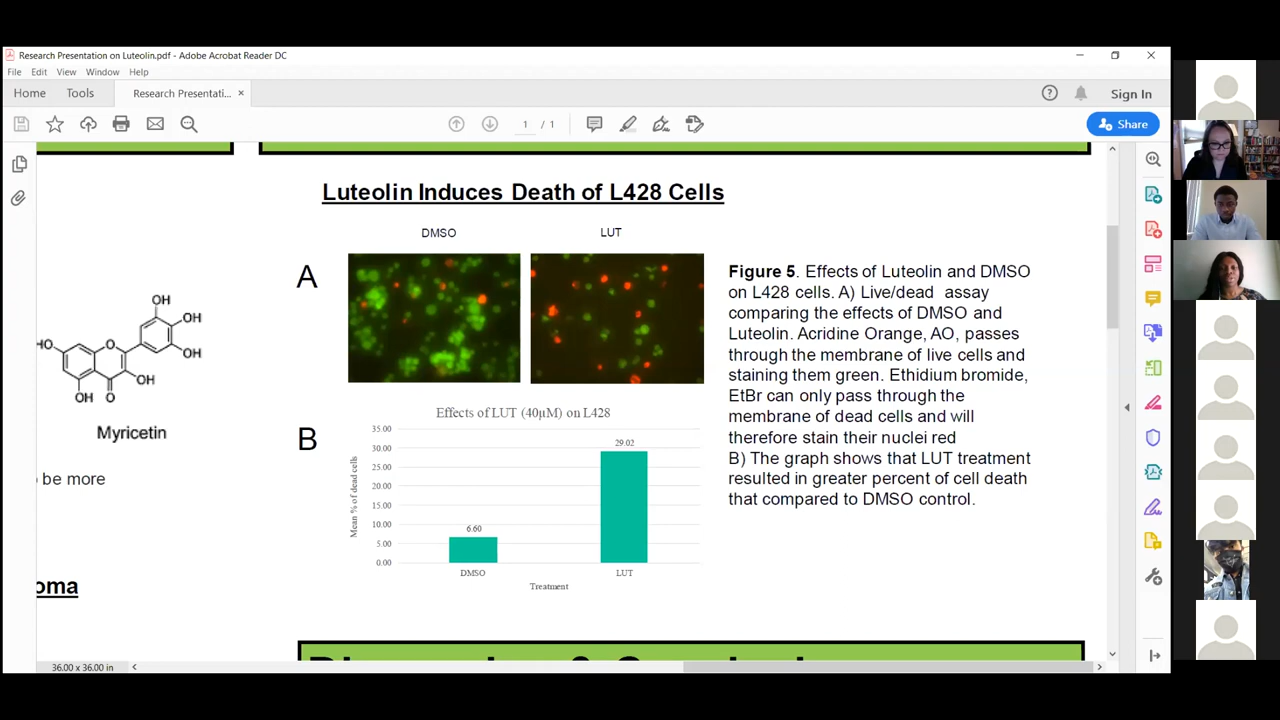 Research Presentation on Luteolin.pdf - Adobe Acrobat Reader DC
File Edit View Window Help
Home Tools Research Presentati... ×
1 / 1
Sign In
Share
Luteolin Induces Death of L428 Cells
DMSO LUT
A
OH
OH
OH
HO
O
OH
OH O
Myricetin
be more
oma
Figure 5. Effects of Luteolin and DMSO
on L428 cells. A) Live/dead assay
comparing the effects of DMSO and
Luteolin. Acridine Orange, AO, passes
through the membrane of live cells and
staining them green. Ethidium bromide,
EtBr can only pass through the
membrane of dead cells and will
therefore stain their nuclei red
B) The graph shows that LUT treatment
resulted in greater percent of cell death
that compared to DMSO control.
B
Effects of LUT (40µM) on L428
Mean % of dead cells
35.00
30.00
25.00
20.00
15.00
10.00
5.00
0.00
6.60
29.02
DMSO LUT
Treatment
36.00 x 36.00 in